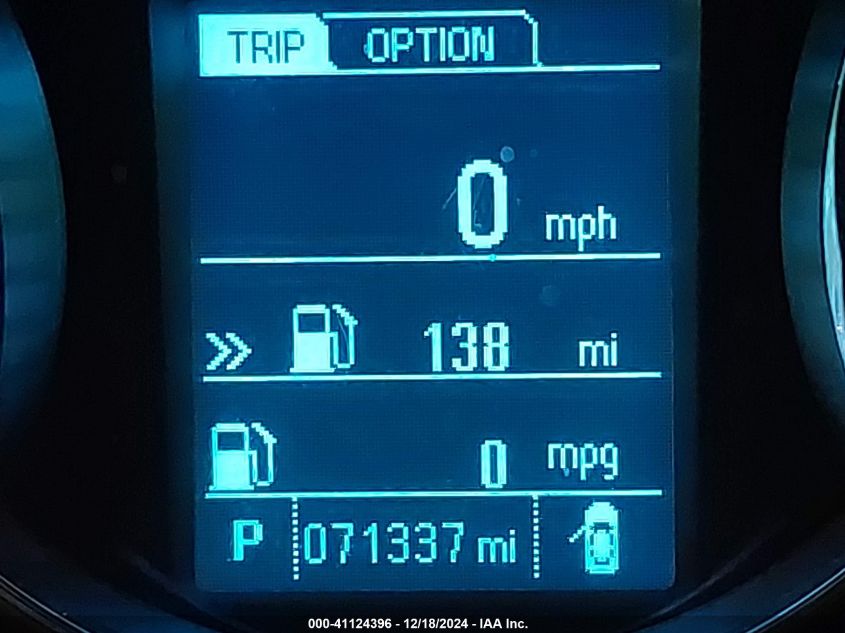 TRIP OPTION
0 mph
138 mi
0 mpg
P 071337 mi
000-41124396 - 12/18/2024 - IAA Inc.